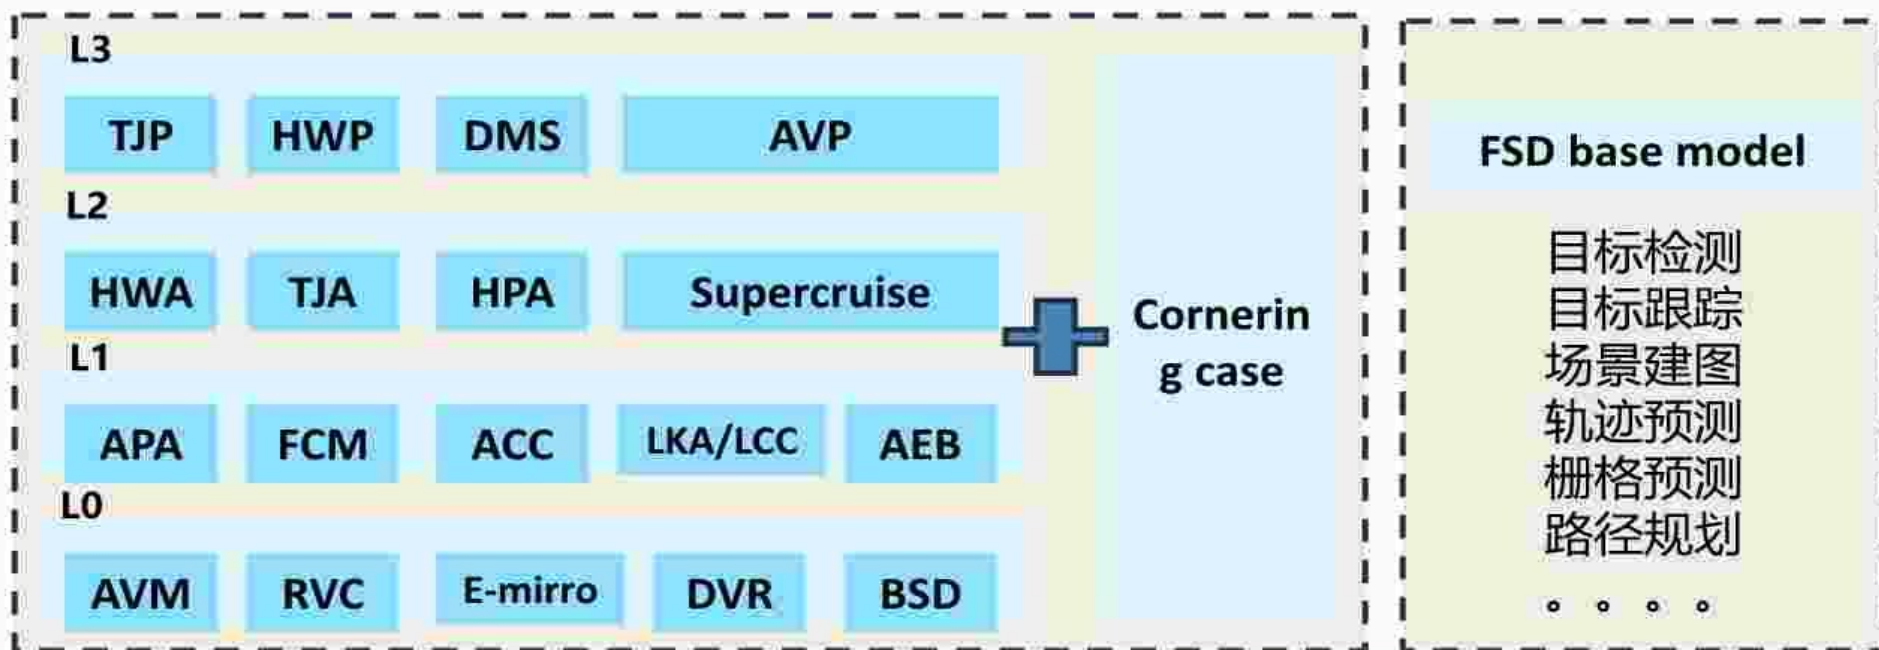 L3
TJP HWP DMS AVP
L2
HWA TJA HPA Supercruise
L1
APA FCM ACC LKA/LCC AEB
L0
AVM RVC E-mirro DVR BSD
Cornerin
g case
FSD base model
目标检测
目标跟踪
场景建图
轨迹预测
栅格预测
路径规划
。。。。